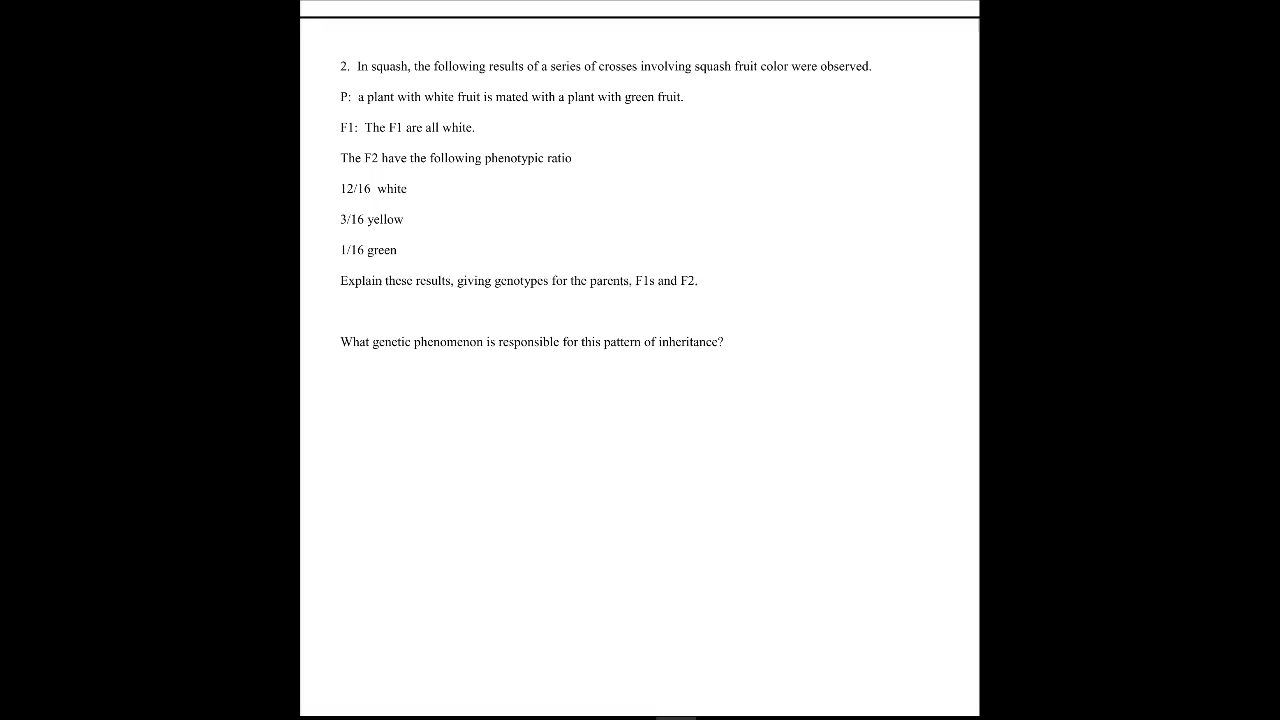 2.  In squash, the following results of a series of crosses involving squash fruit color were observed.
P:  a plant with white fruit is mated with a plant with green fruit.
F1:  The F1 are all white.
The F2 have the following phenotypic ratio
12/16  white
3/16 yellow
1/16 green
Explain these results, giving genotypes for the parents, F1s and F2.
What genetic phenomenon is responsible for this pattern of inheritance?